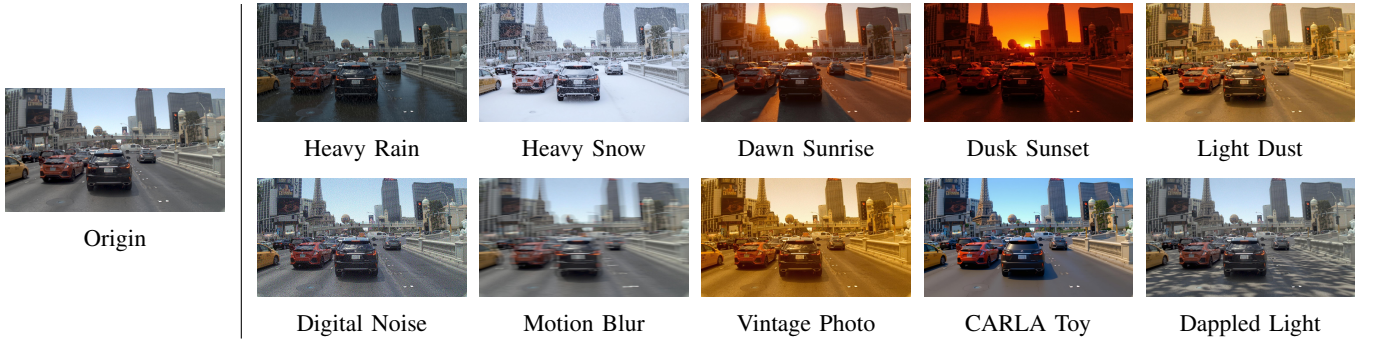 Heavy Rain Heavy Snow Dawn Sunrise Dusk Sunset Light Dust
Origin
Digital Noise Motion Blur Vintage Photo CARLA Toy Dappled Light